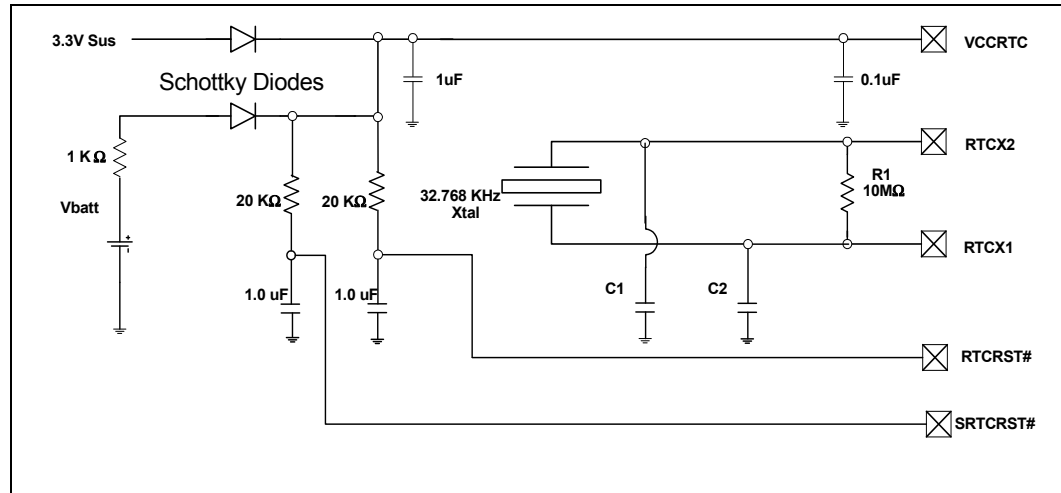 3.3V Sus
VCCRTC
1uF
0.1uF
Schottky Diodes
1 KΩ
RTCX2
R1
10MΩ
20 KΩ
20 KΩ
32.768 KHz
Xtal
Vbatt
+
-
RTCX1
1.0 uF
1.0 uF
C1
C2
RTCRST#
SRTCRST#